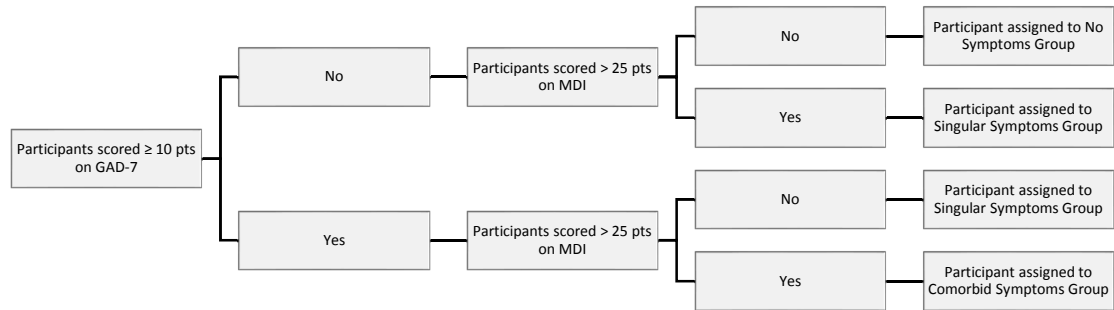 Participants scored ≥ 10 pts
on GAD-7
No
Participants scored > 25 pts
on MDI
No
Participant assigned to No
Symptoms Group
Yes
Participant assigned to
Singular Symptoms Group
Yes
Participants scored > 25 pts
on MDI
No
Participant assigned to
Singular Symptoms Group
Yes
Participant assigned to
Comorbid Symptoms Group